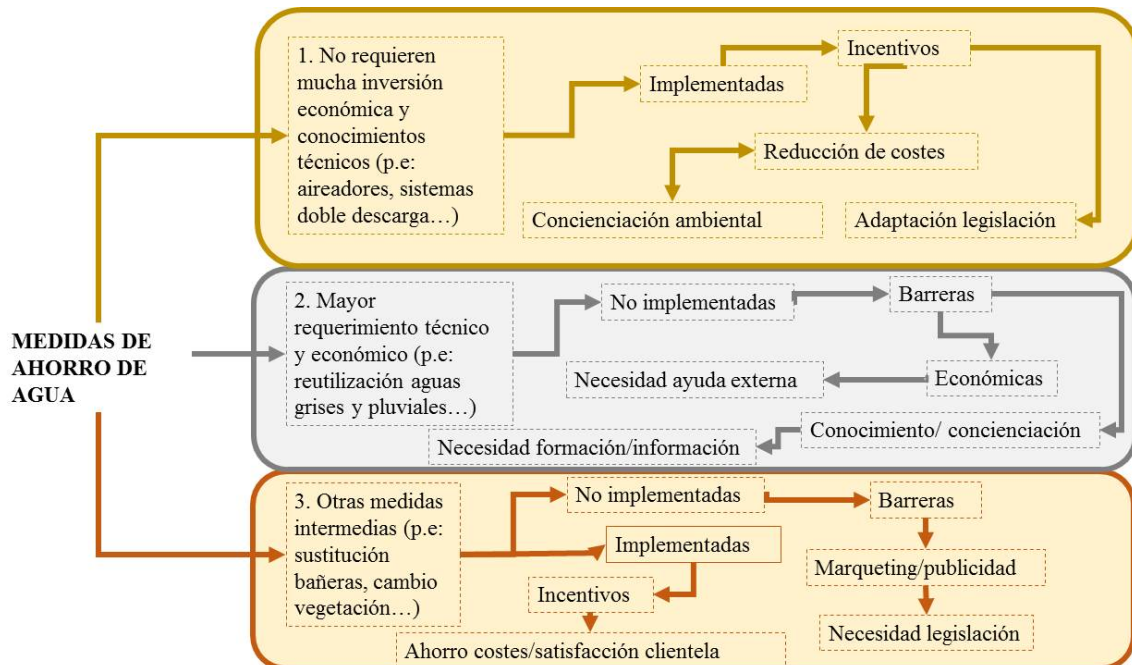 MEDIDAS DE
AHORRO DE
AGUA
1. No requieren
mucha inversión
económica y
conocimientos
técnicos (p.e:
aireadores, sistemas
doble descarga…)
Implementadas
Incentivos
Reducción de costes
Concienciación ambiental
Adaptación legislación
2. Mayor
requerimiento técnico
y económico (p.e:
reutilización aguas
grises y pluviales…)
No implementadas
Barreras
Necesidad ayuda externa
Económicas
Conocimiento/ concienciación
Necesidad formación/información
3. Otras medidas
intermedias (p.e:
sustitución
bañeras, cambio
vegetación…)
No implementadas
Barreras
Implementadas
Marqueting/publicidad
Incentivos
Necesidad legislación
Ahorro costes/satisfacción clientela